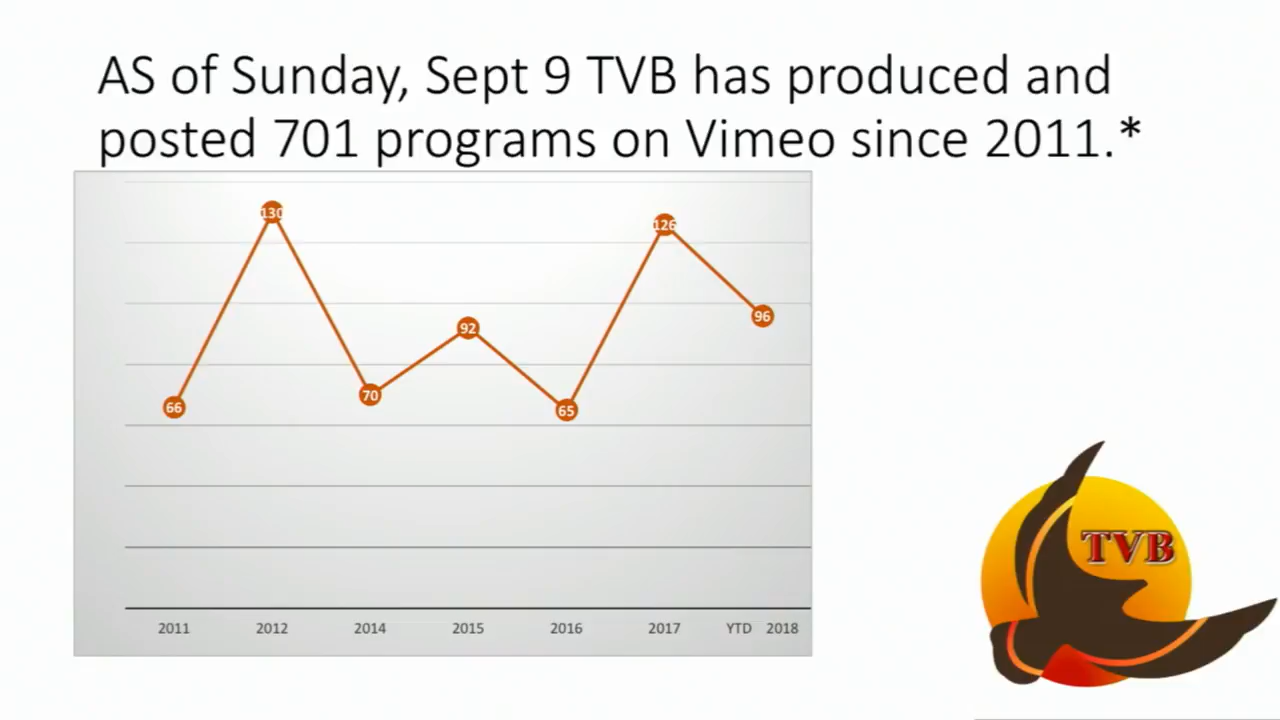 AS of Sunday, Sept 9 TVB has produced and
posted 701 programs on Vimeo since 2011.*
130
126
96
92
70
66
65
2011 2012 2014 2015 2016 2017 YTD 2018
TVB